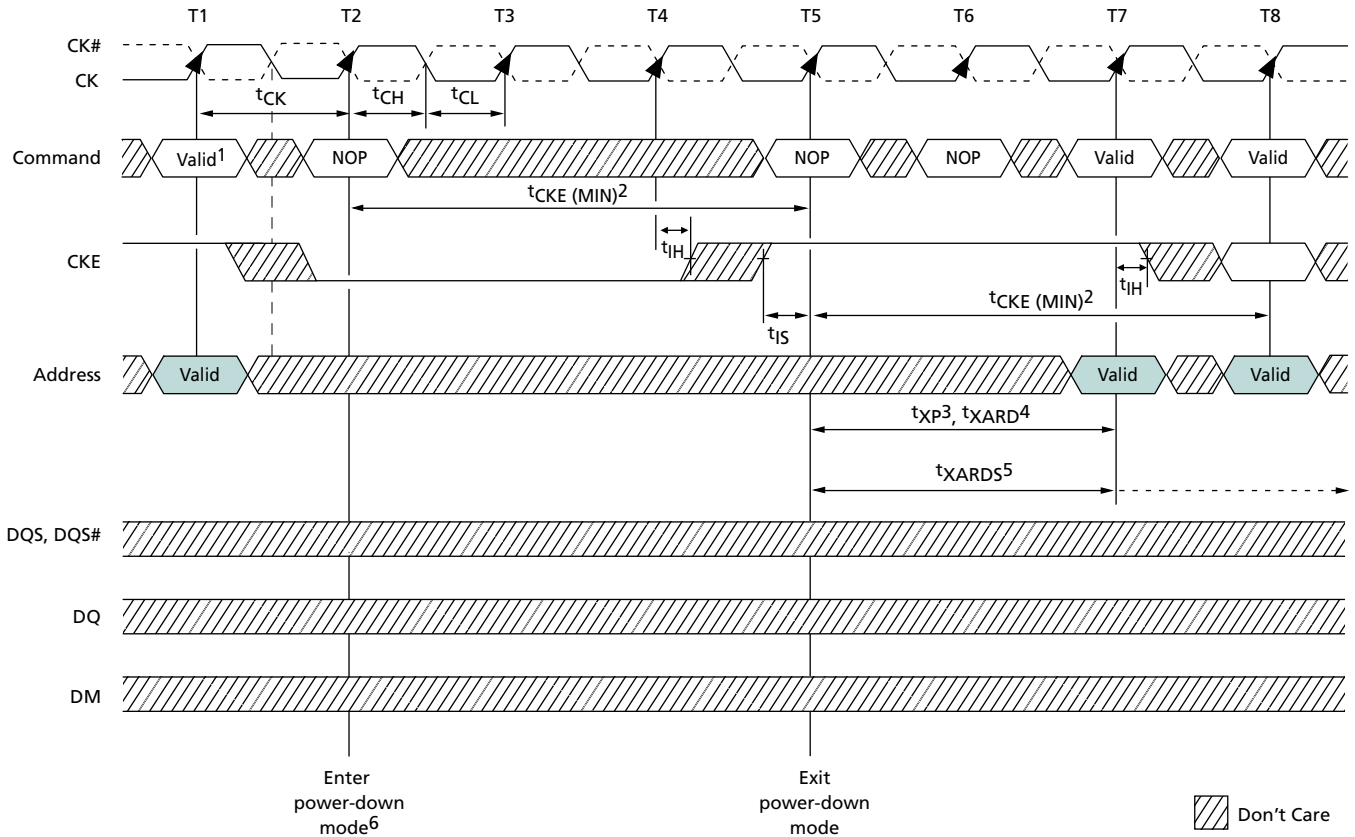 T1 T2 T3 T4 T5 T6 T7 T8
CK#
CK
tCK tCH tCL
Command Valid1 NOP NOP NOP Valid Valid
tCKE (MIN)2
CKE
tIH
tIH
tCKE (MIN)2
tIS
Address Valid Valid Valid
tXP3, tXARD4
tXARDS5
DQS, DQS#
DQ
DM
Enter
power-down
mode6
Exit
power-down
mode
Don't Care